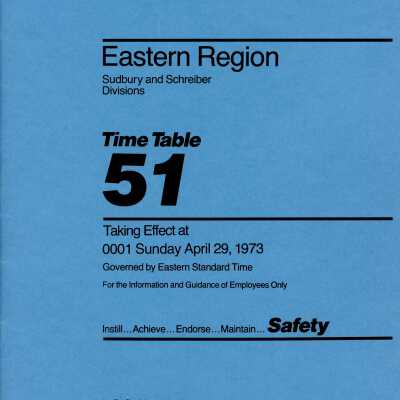 Eastern Region
Sudbury and Schreiber
Divisions
Time Table
51
Taking Effect at
0001 Sunday April 29, 1973
Governed by Eastern Standard Time
For the Information and Guidance of Employees Only
Instill... Achieve... Endorse... Maintain... Safety